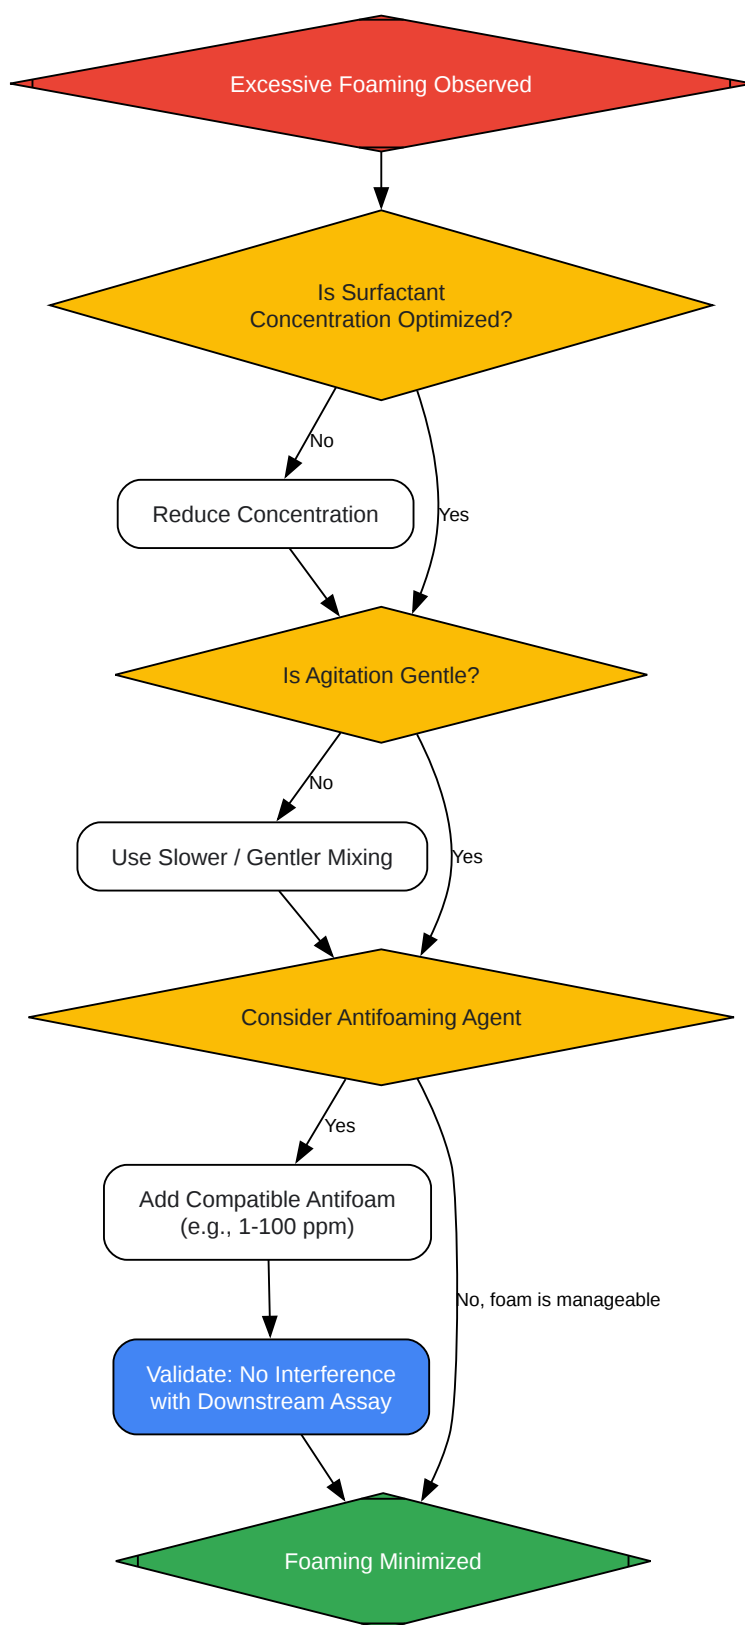 Excessive Foaming Observed
Is Surfactant
Concentration Optimized?
No
Reduce Concentration
Yes
Is Agitation Gentle?
No
Use Slower / Gentler Mixing
Yes
Consider Antifoaming Agent
Yes
Add Compatible Antifoam
(e.g., 1-100 ppm)
No, foam is manageable
Validate: No Interference
with Downstream Assay
Foaming Minimized